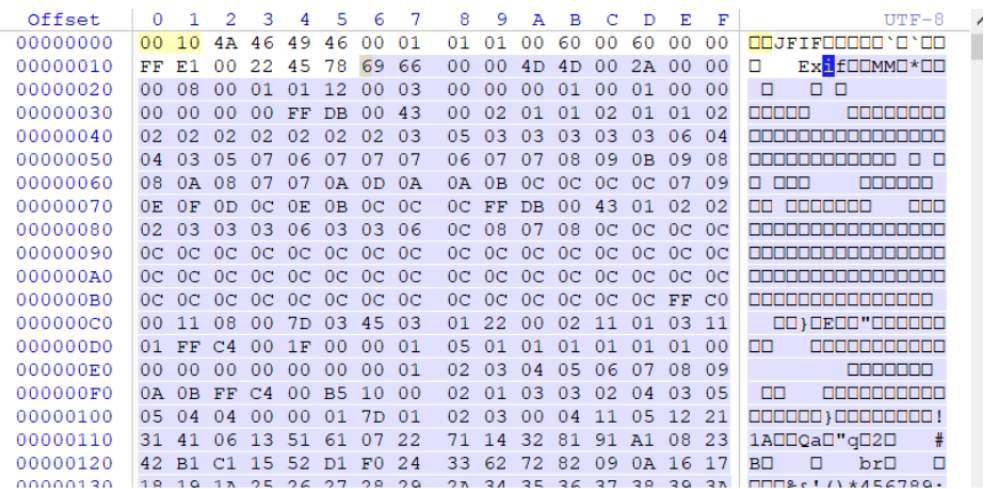 Offset 0 1 2 3 4 5 6 7 8 9 A B C D E F UTF-8
00000000 00 10 4A 46 49 46 00 01 01 01 00 60 00 60 00 00 □□JFIF□□□□□`□`□□
00000010 FF E1 00 22 45 78 69 66 00 00 4D 4D 00 2A 00 00 □ Exif□□MM□*□□
00000020 00 08 00 01 01 12 00 03 00 00 00 01 00 01 00 00 □ □ □
00000030 00 00 00 00 FF DB 00 43 00 02 01 01 02 01 01 02 □□□□□ □□□□□□□□
00000040 02 02 02 02 02 02 02 03 05 03 03 03 03 03 06 04 □□□□□□□□□□□□□□□□
00000050 04 03 05 07 06 07 07 07 06 07 07 08 09 0B 09 08 □□□□□□□□□□□□ □ □
00000060 08 0A 08 07 07 0A 0D 0A 0A 0B 0C 0C 0C 0C 07 09 □ □□□ □□□□□□
00000070 0E 0F 0D 0C 0E 0B 0C 0C 0C FF DB 00 43 01 02 02 □□ □□□□□□□ □□□
00000080 02 03 03 03 06 03 03 06 0C 08 07 08 0C 0C 0C 0C □□□□□□□□□□□□□□□□
00000090 0C 0C 0C 0C 0C 0C 0C 0C 0C 0C 0C 0C 0C 0C 0C 0C □□□□□□□□□□□□□□□□
000000A0 0C 0C 0C 0C 0C 0C 0C 0C 0C 0C 0C 0C 0C 0C 0C 0C □□□□□□□□□□□□□□□□
000000B0 0C 0C 0C 0C 0C 0C 0C 0C 0C 0C 0C 0C 0C 0C FF C0 □□□□□□□□□□□□□□
000000C0 00 11 08 00 7D 03 45 03 01 22 00 02 11 01 03 11 □□}□E□□"□□□□□□
000000D0 01 FF C4 00 1F 00 00 01 05 01 01 01 01 01 01 00 □□ □□□□□□□□□□□□
000000E0 00 00 00 00 00 00 00 01 02 03 04 05 06 07 08 09 □□□□□□□
000000F0 0A 0B FF C4 00 B5 10 00 02 01 03 03 02 04 03 05 □□ □□□□□□□□□□
00000100 05 04 04 00 00 01 7D 01 02 03 00 04 11 05 12 21 □□□□□□}□□□□□□□□!
00000110 31 41 06 13 51 61 07 22 71 14 32 81 91 A1 08 23 1A□□Qa□"q□2□ #
00000120 42 B1 C1 15 52 D1 F0 24 33 62 72 82 09 0A 16 17 B□ □ br□ □
00000130 18 19 1A 25 26 27 28 29 2A 34 35 36 37 38 39 3A □□□%&'()*456789: